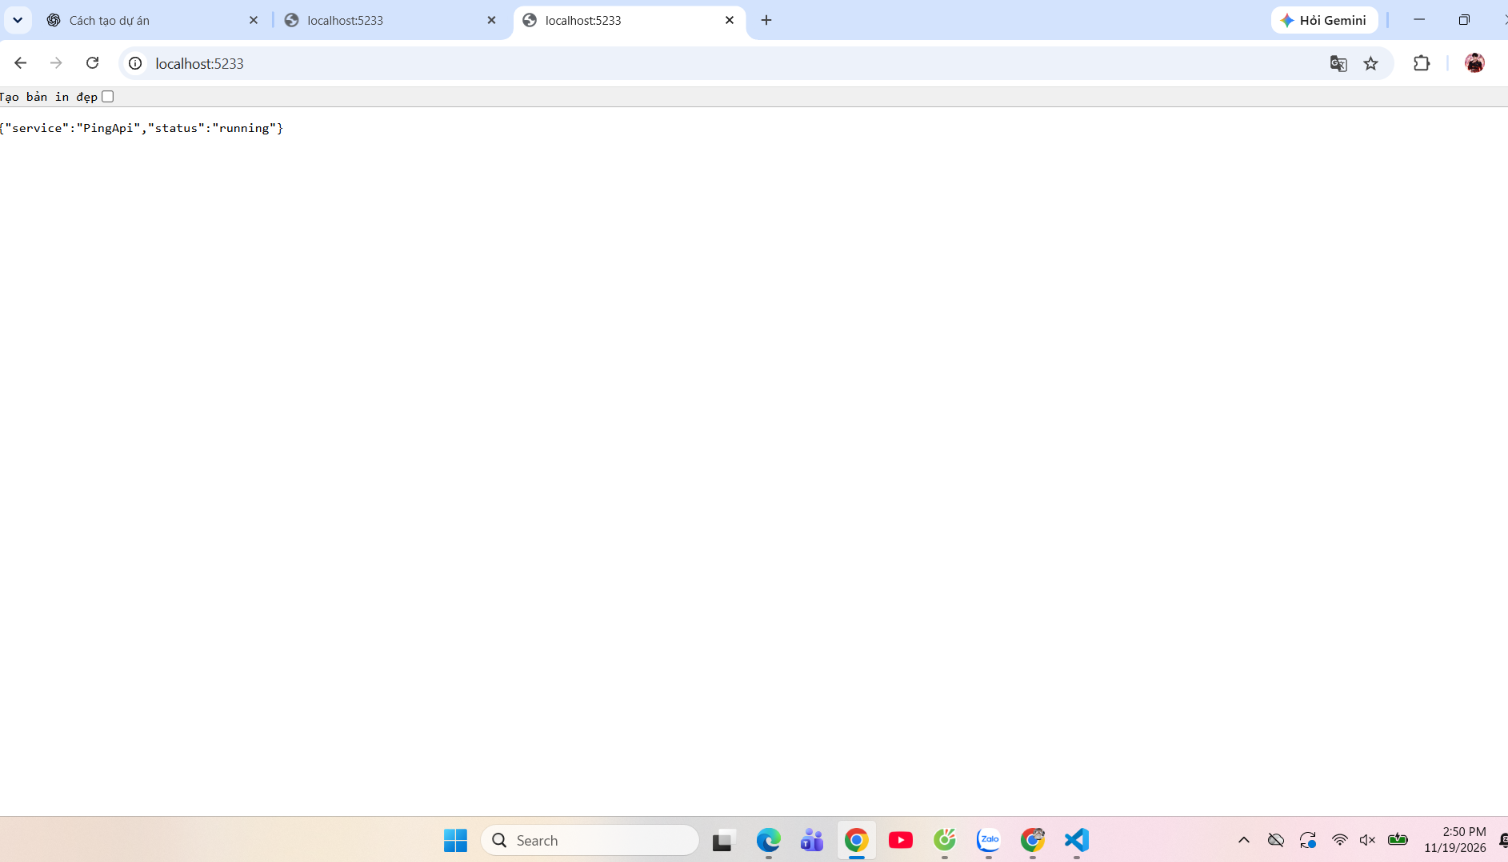 Cách tạo dự án
localhost:5233
localhost:5233
Hỏi Gemini
localhost:5233
Tạo bản in đẹp
{"service":"PingApi","status":"running"}
Search
Zalo
2:50 PM
11/19/2026